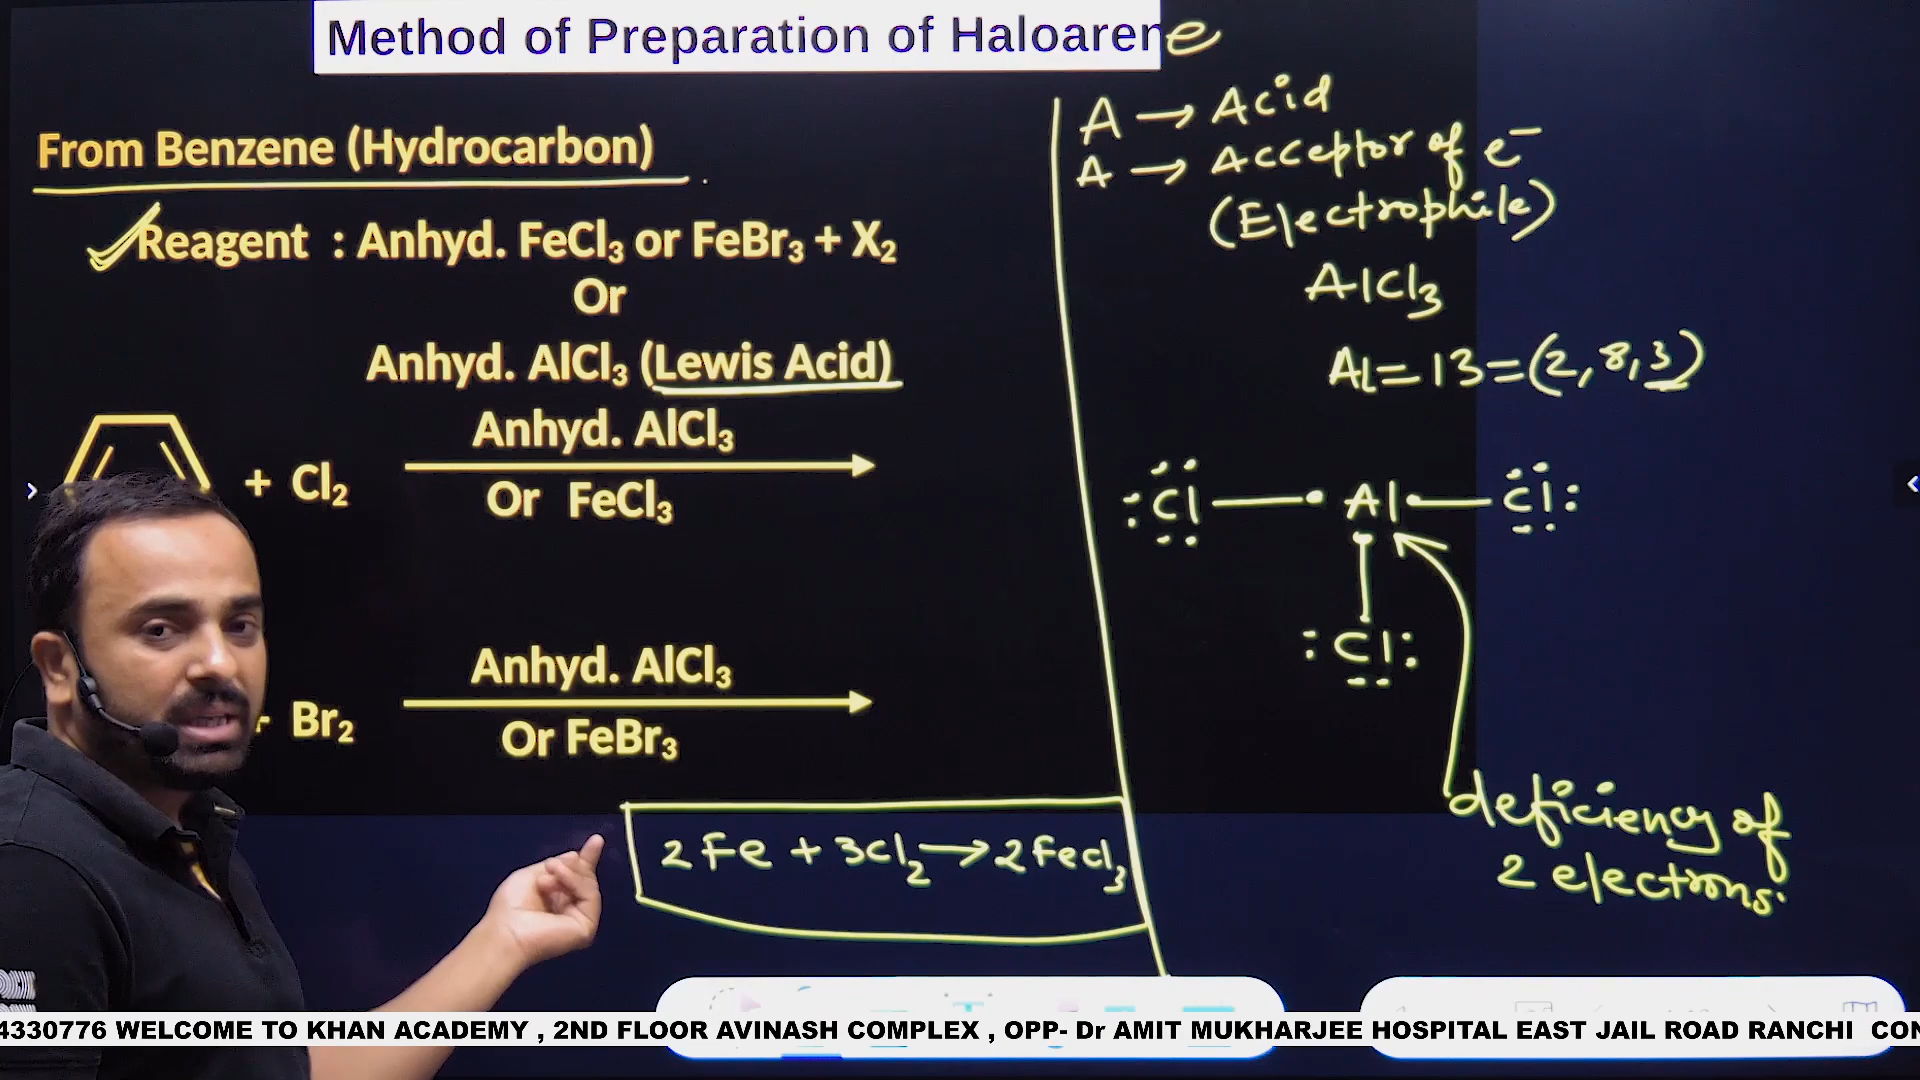 Method of Preparation of Haloarene
From Benzene (Hydrocarbon)
Reagent : Anhyd. FeCl₃ or FeBr₃ + X₂
Or
Anhyd. AlCl₃ (Lewis Acid)
Anhyd. AlCl₃
+ Cl₂
Or FeCl₃
Anhyd. AlCl₃
+ Br₂
Or FeBr₃
2Fe + 3Cl₂ → 2FeCl₃
A → Acid
A → Acceptor of e⁻
(Electrophile)
AlCl₃
Al = 13 = (2, 8, 3)
Cl Al Cl
Cl
deficiency of
2 electrons.
4330776 WELCOME TO KHAN ACADEMY , 2ND FLOOR AVINASH COMPLEX , OPP- Dr AMIT MUKHARJEE HOSPITAL EAST JAIL ROAD RANCHI CON